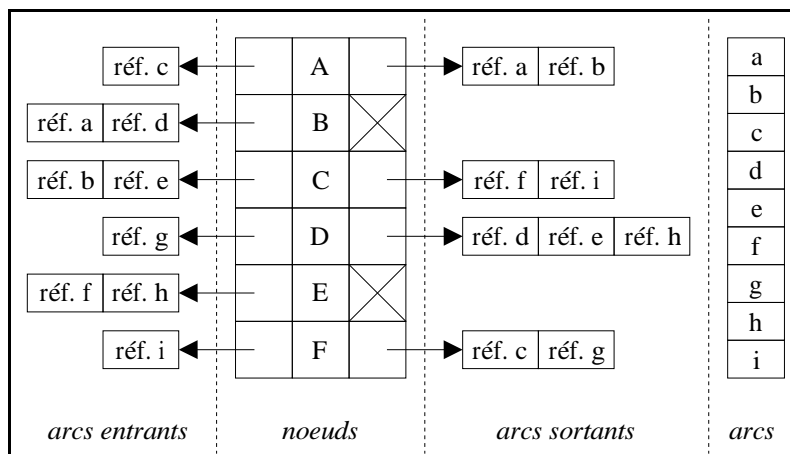 réf. c A réf. a réf. b a
b
réf. a réf. d B c
réf. b réf. e C réf. f réf. i d
e
réf. g D réf. d réf. e réf. h f
réf. f réf. h E g
h
réf. i F réf. c réf. g i
arcs entrants noeuds arcs sortants arcs